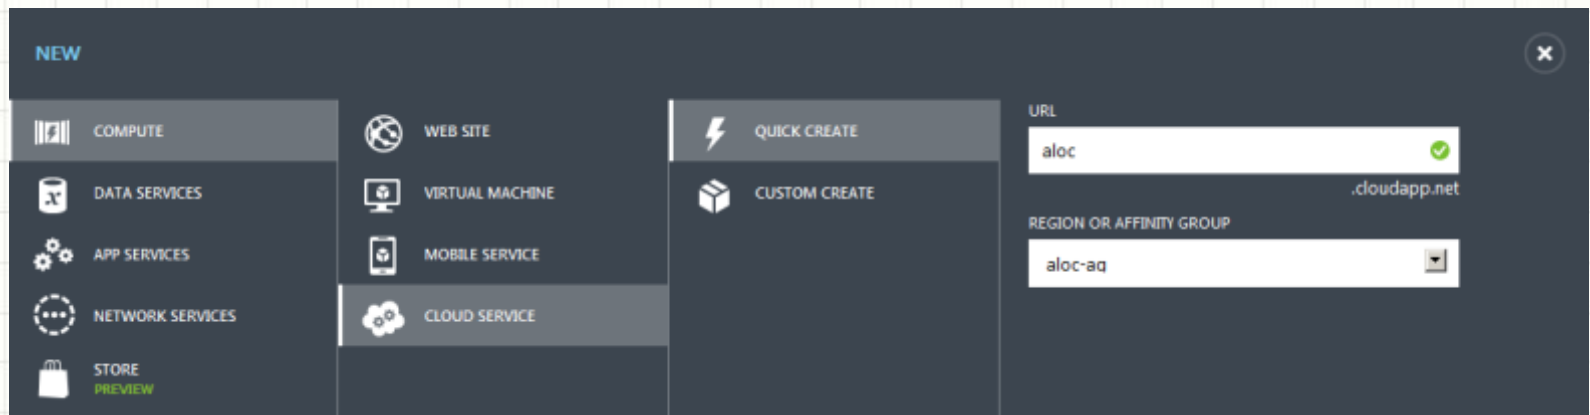 NEW
COMPUTE
DATA SERVICES
APP SERVICES
NETWORK SERVICES
STORE
PREVIEW
WEB SITE
VIRTUAL MACHINE
MOBILE SERVICE
CLOUD SERVICE
QUICK CREATE
CUSTOM CREATE
URL
aloc
.cloudapp.net
REGION OR AFFINITY GROUP
aloc-ag